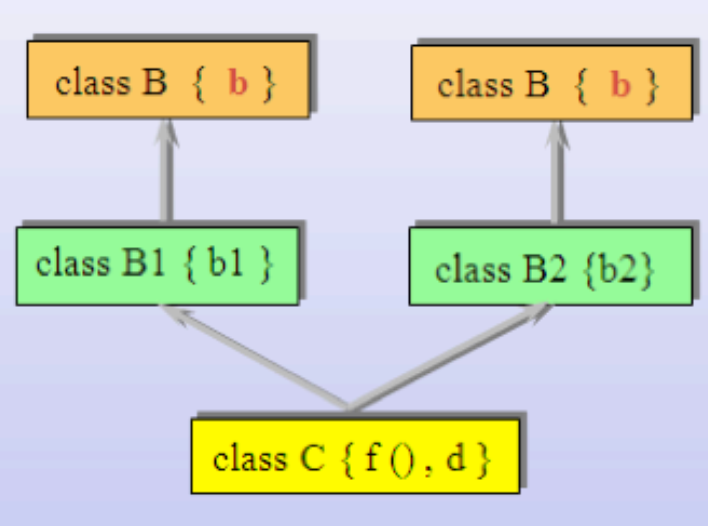 class B { b }
class B { b }
class B1 { b1 }
class B2 {b2}
class C { f () , d }